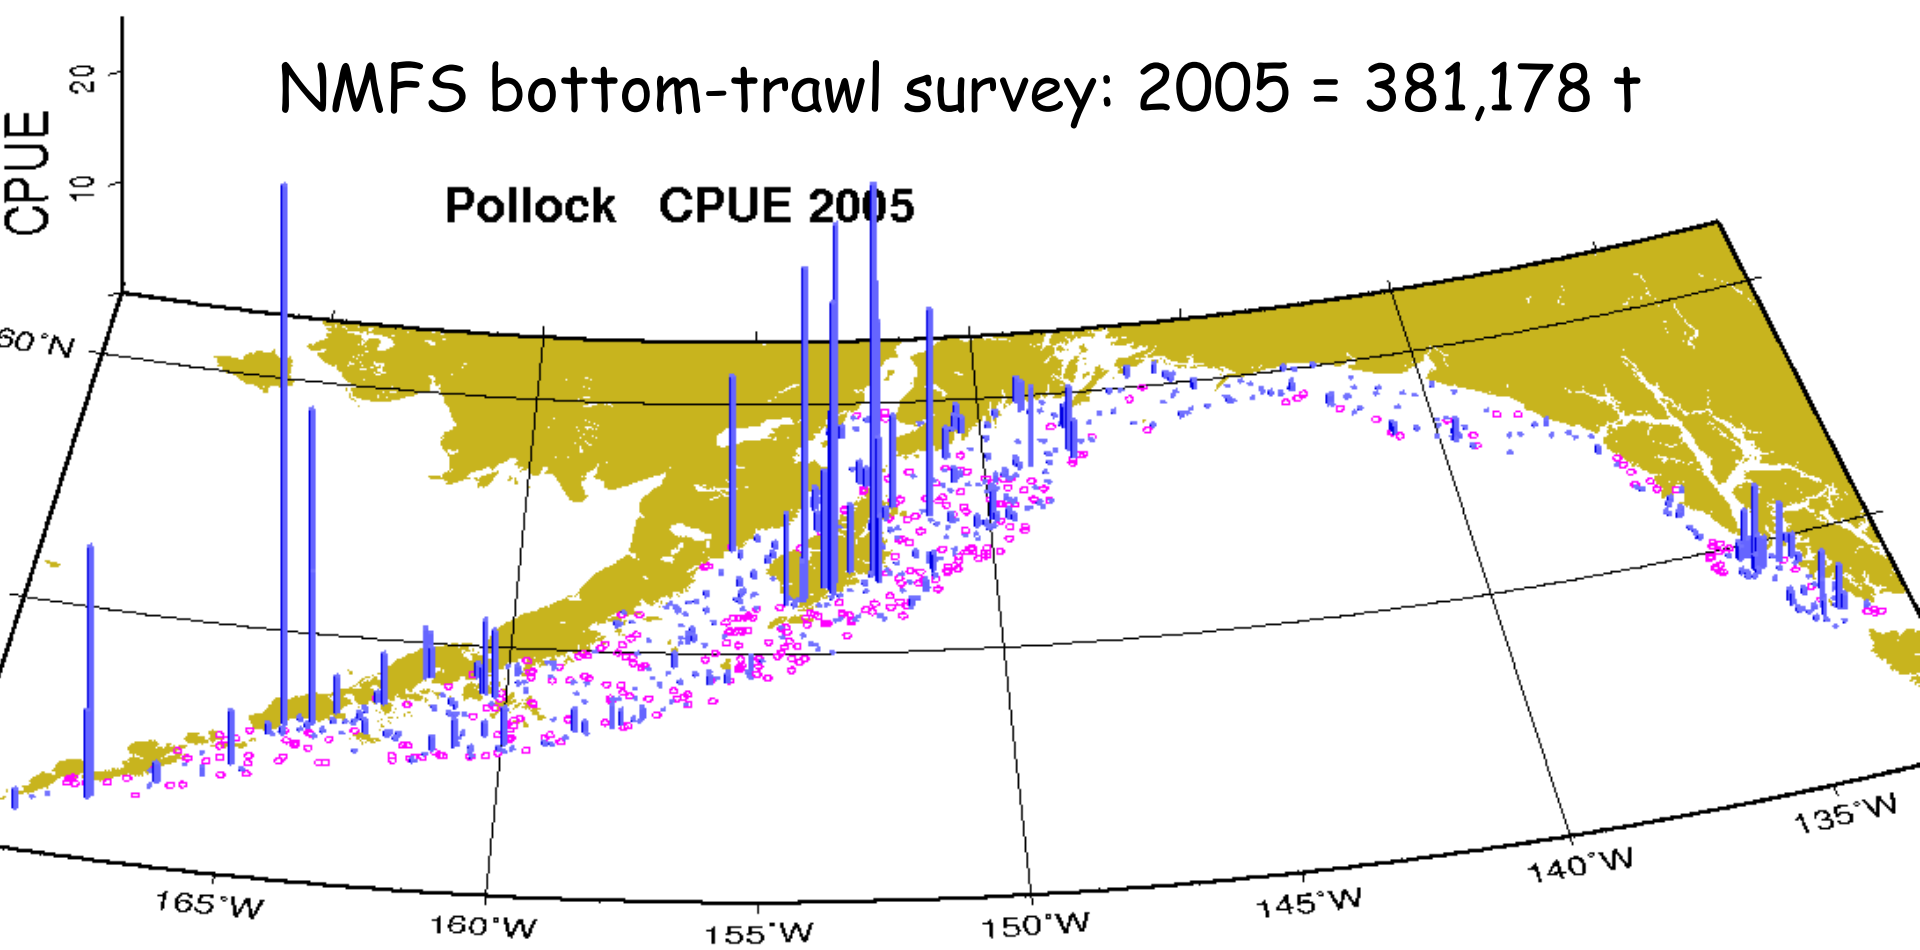 NMFS bottom-trawl survey: 2005 = 381,178 t
Pollock CPUE 2005
CPUE
20
10
60°N
165°W
160°W
155°W
150°W
145°W
140°W
135°W